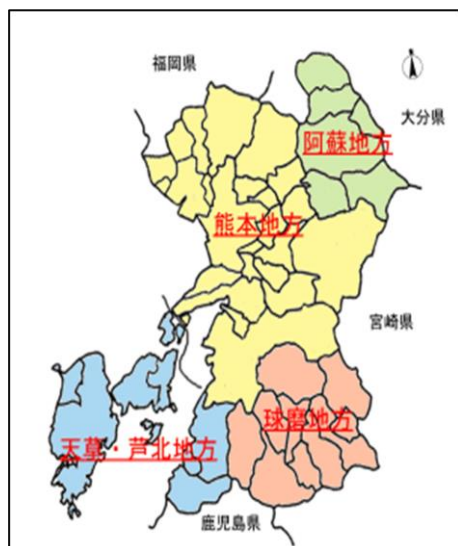 福岡県
大分県
阿蘇地方
熊本地方
宮崎県
球磨地方
天草・芦北地方
鹿児島県